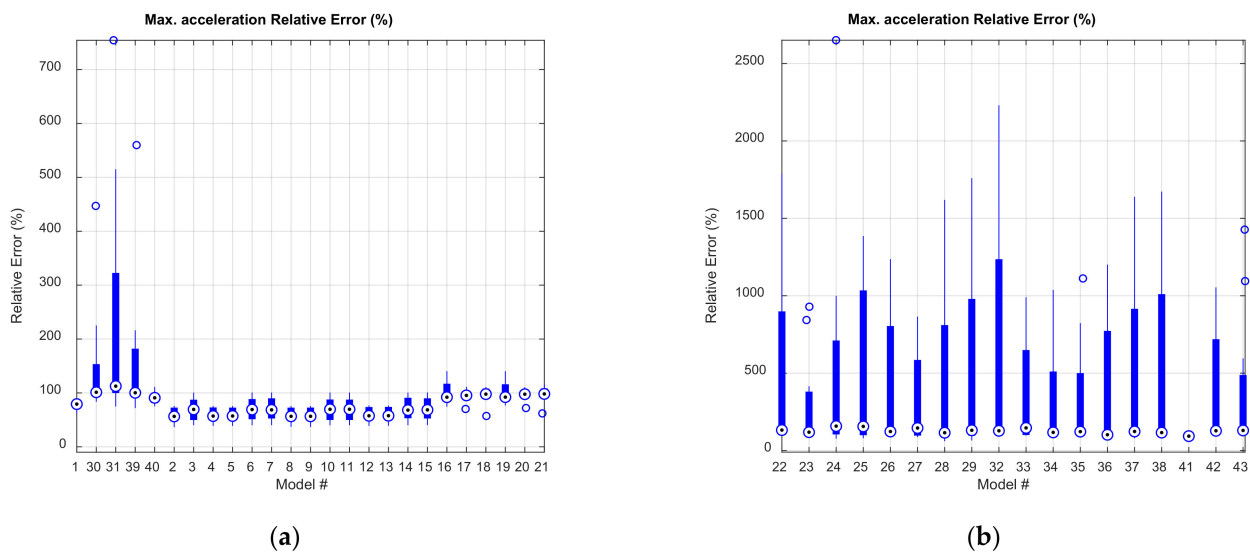 Max. acceleration Relative Error (%)
700
600
500
400
300
200
100
0
Relative Error (%)
1 30 31 39 40 2 3 4 5 6 7 8 9 10 11 12 13 14 15 16 17 18 19 20 21
Model #
(a)
Max. acceleration Relative Error (%)
2500
2000
1500
1000
500
0
Relative Error (%)
22 23 24 25 26 27 28 29 32 33 34 35 36 37 38 41 42 43
Model #
(b)